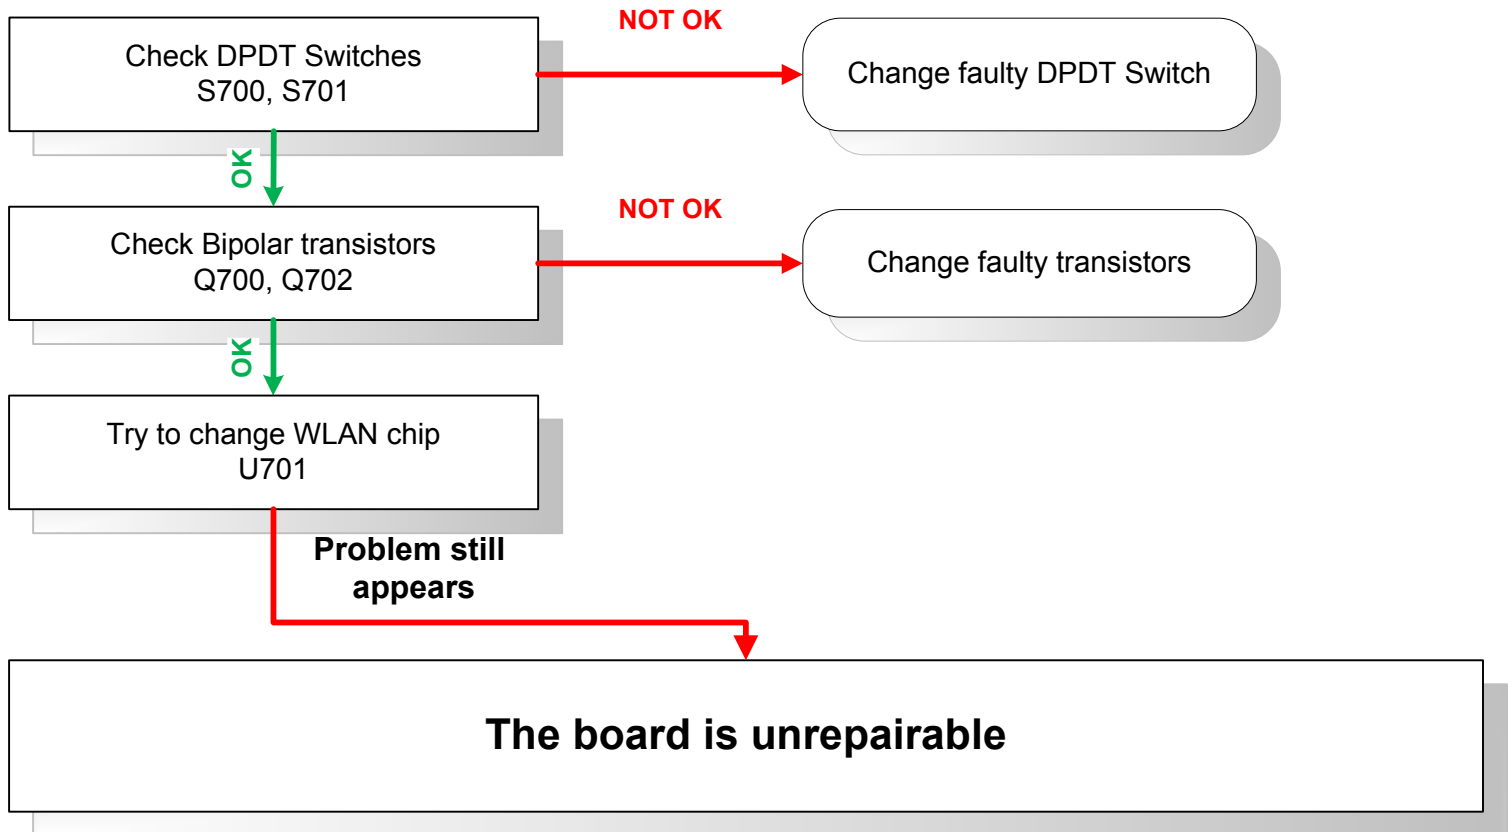 NOT OK
Check DPDT Switches
S700, S701
Change faulty DPDT Switch
OK
NOT OK
Check Bipolar transistors
Q700, Q702
Change faulty transistors
OK
Try to change WLAN chip
U701
Problem still
appears
The board is unrepairable